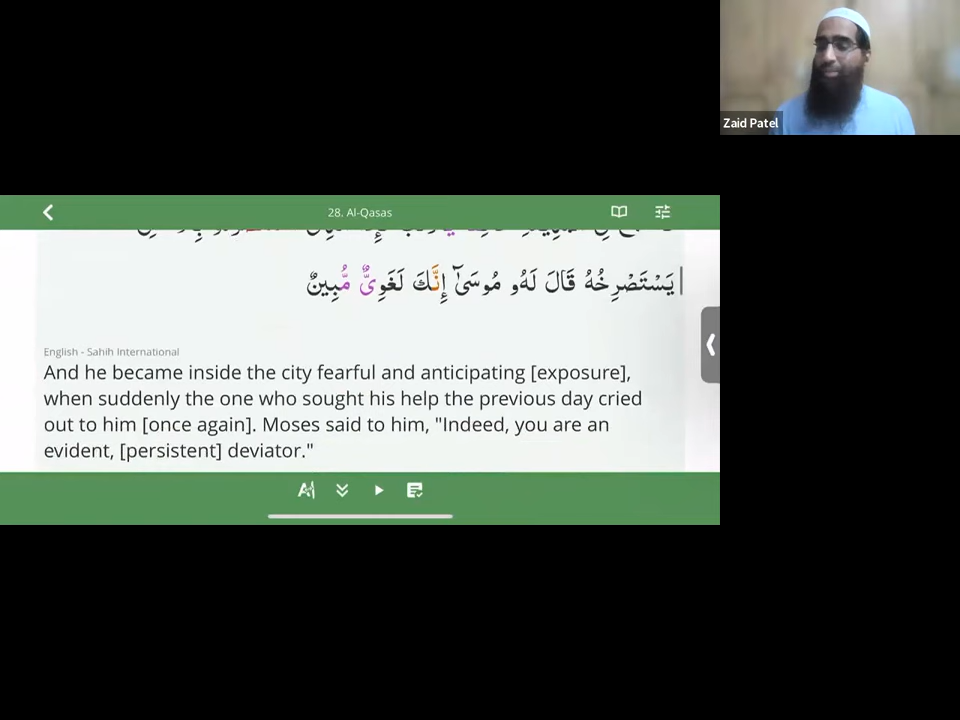 Zaid Patel
28. Al-Qasas
يَسْتَصْرِخُهُۥ قَالَ لَهُۥ مُوسَىٰٓ إِنَّكَ لَغَوِىٌّ مُّبِينٌ
English - Sahih International
And he became inside the city fearful and anticipating [exposure],
when suddenly the one who sought his help the previous day cried
out to him [once again]. Moses said to him, "Indeed, you are an
evident, [persistent] deviator."